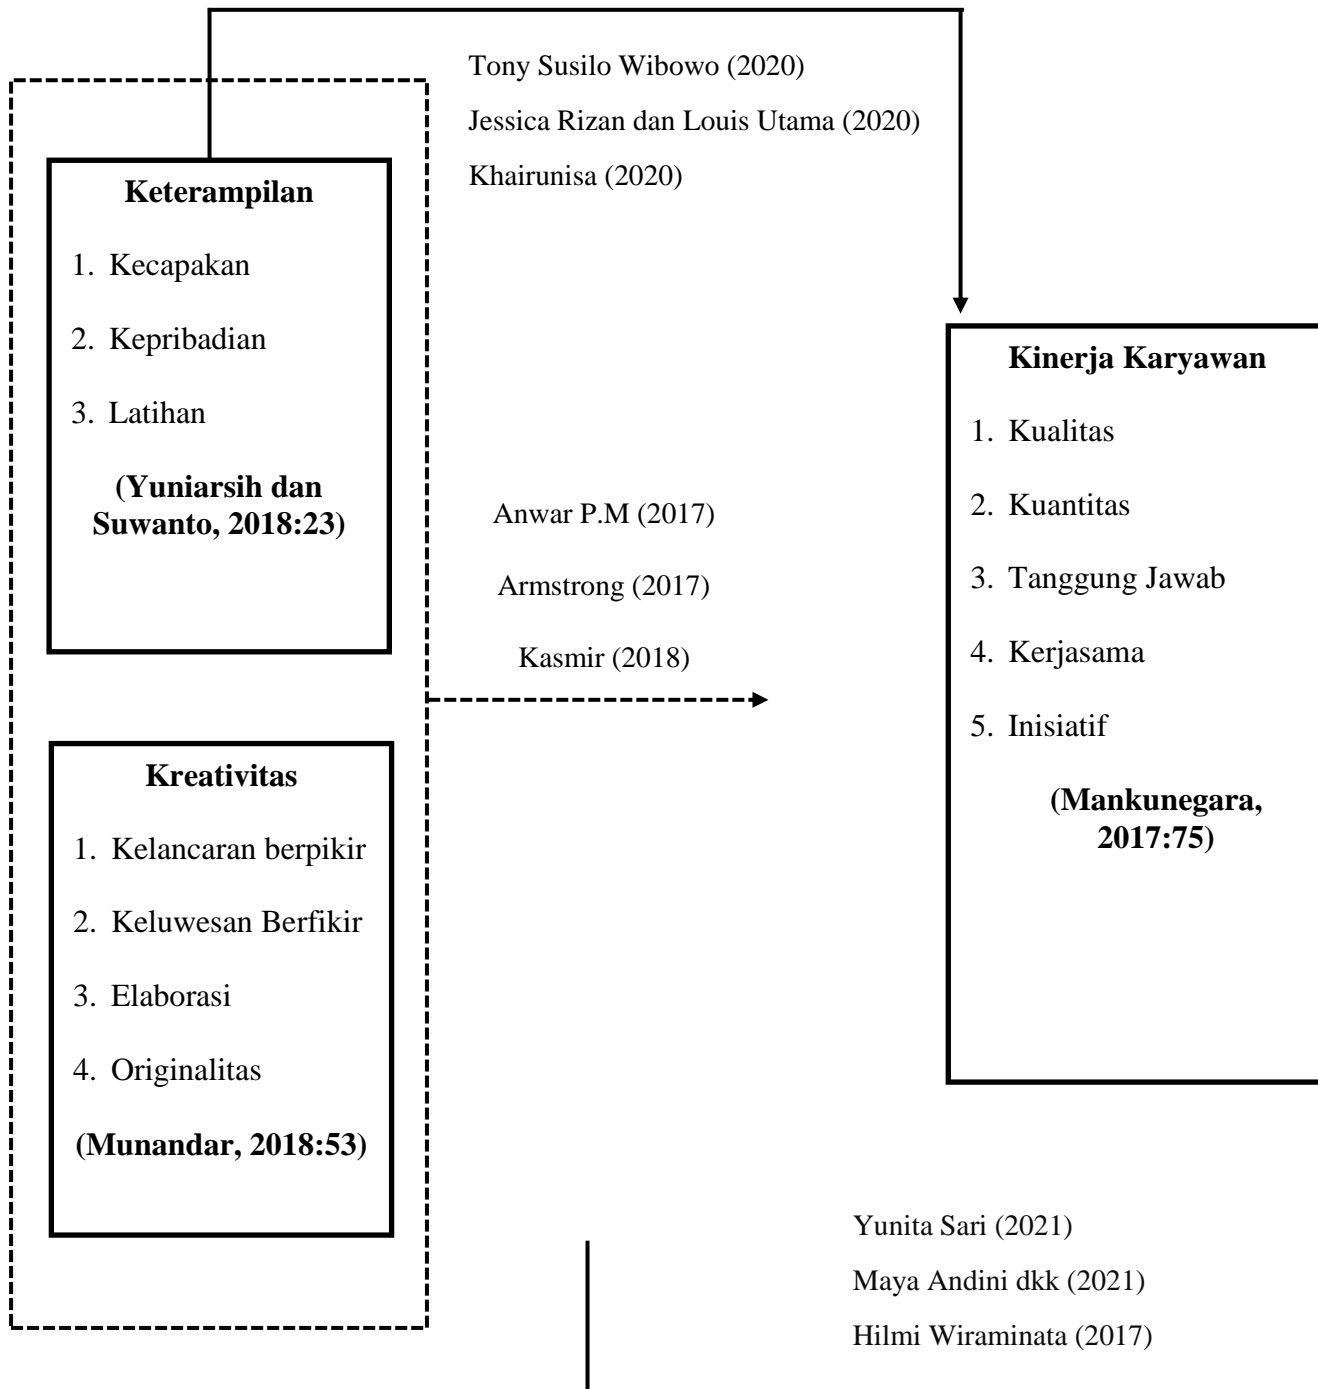 Tony Susilo Wibowo (2020)
Jessica Rizan dan Louis Utama (2020)
Khairunisa (2020)
Keterampilan
1. Kecapakan
2. Kepribadian
3. Latihan
(Yuniarsih dan
Suwanto, 2018:23)
Anwar P.M (2017)
Armstrong (2017)
Kasmir (2018)
Kinerja Karyawan
1. Kualitas
2. Kuantitas
3. Tanggung Jawab
4. Kerjasama
5. Inisiatif
(Mankunegara,
2017:75)
Kreativitas
1. Kelancaran berpikir
2. Keluwesan Berfikir
3. Elaborasi
4. Originalitas
(Munandar, 2018:53)
Yunita Sari (2021)
Maya Andini dkk (2021)
Hilmi Wiraminata (2017)